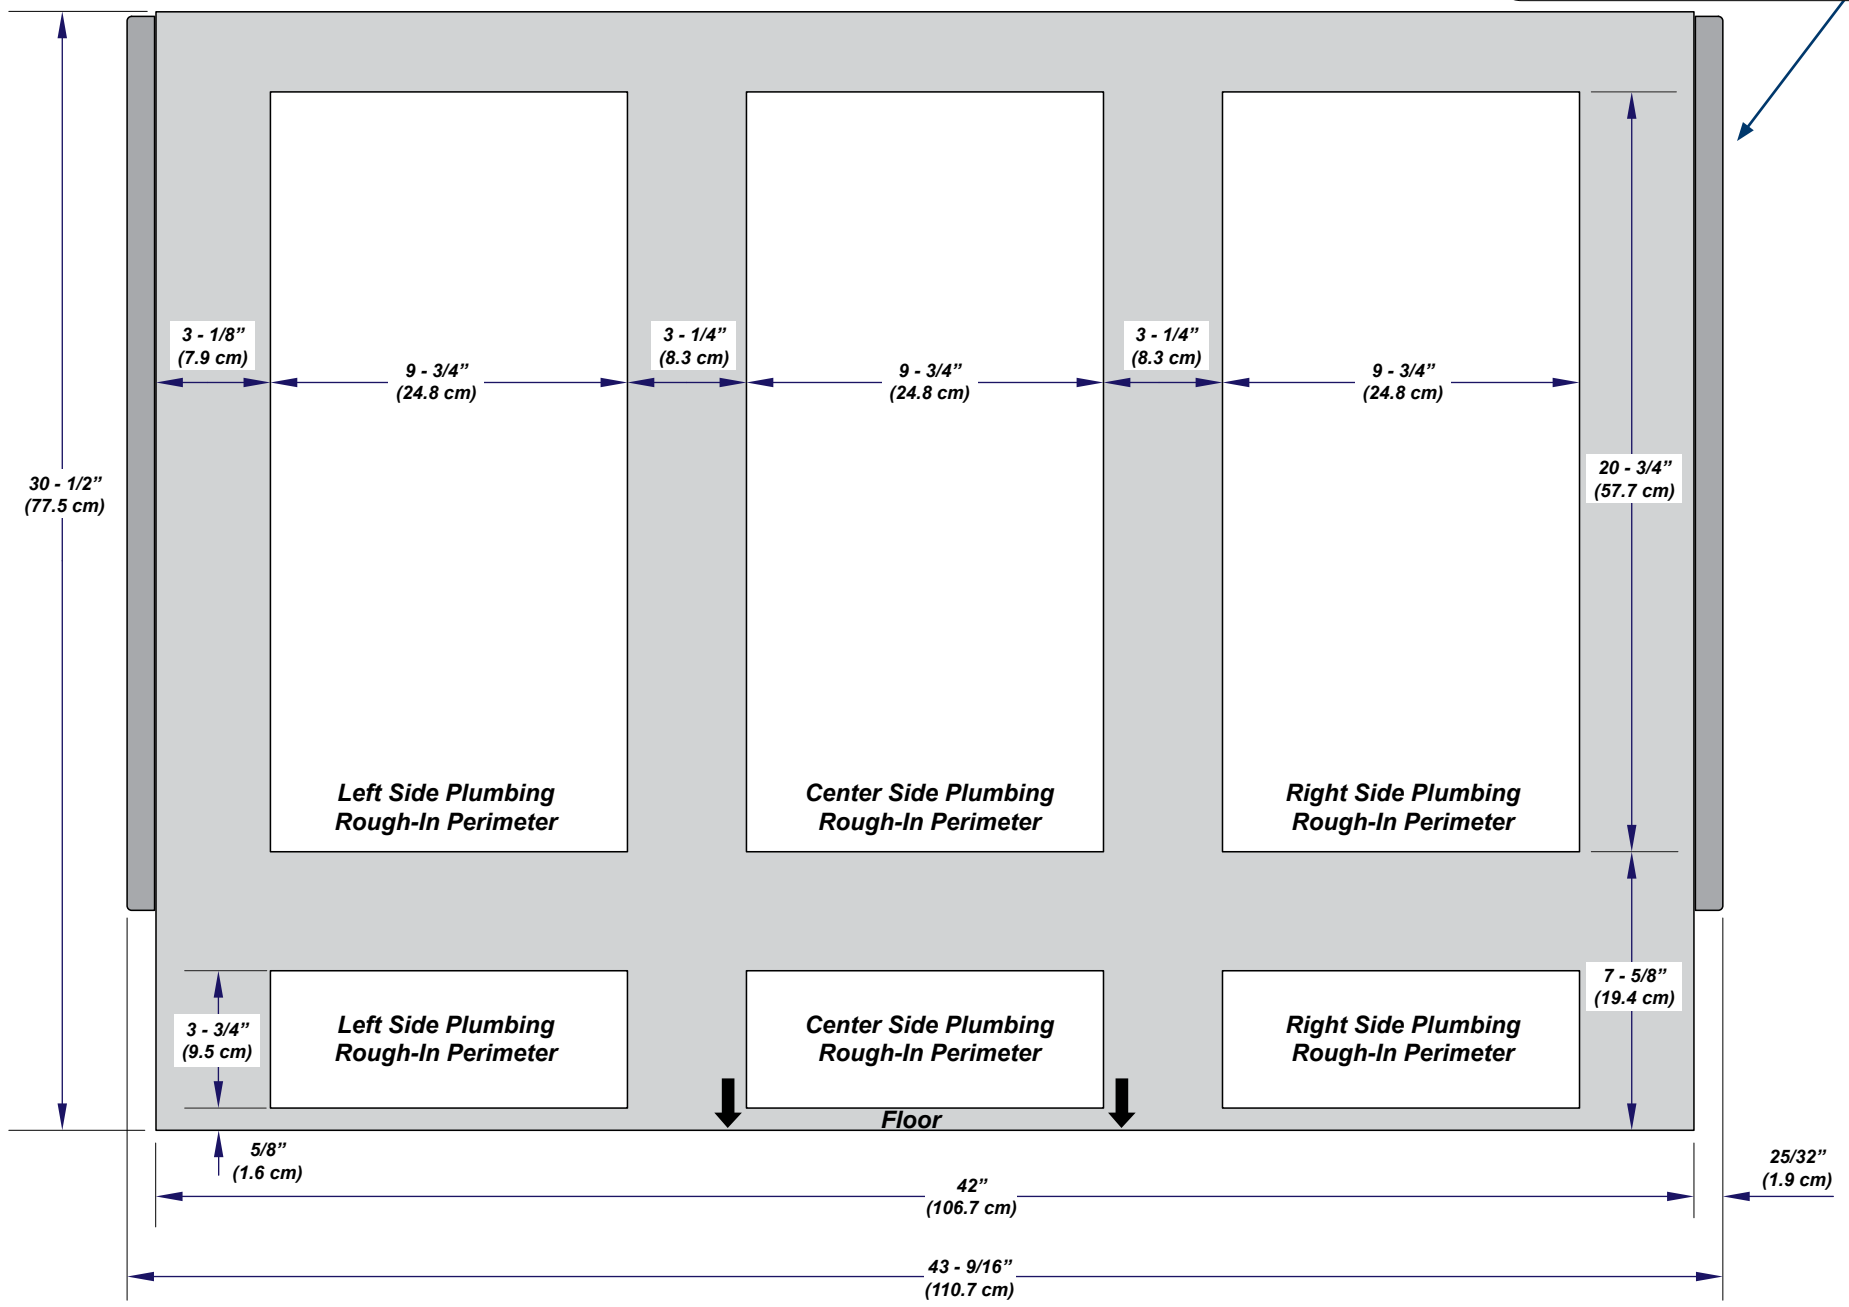 3 - 1/8”
(7.9 cm)
9 - 3/4”
(24.8 cm)
3 - 1/4”
(8.3 cm)
9 - 3/4”
(24.8 cm)
3 - 1/4”
(8.3 cm)
9 - 3/4”
(24.8 cm)
30 - 1/2”
(77.5 cm)
20 - 3/4”
(57.7 cm)
Left Side Plumbing
Rough-In Perimeter
Center Side Plumbing
Rough-In Perimeter
Right Side Plumbing
Rough-In Perimeter
7 - 5/8”
(19.4 cm)
3 - 3/4”
(9.5 cm)
Left Side Plumbing
Rough-In Perimeter
Center Side Plumbing
Rough-In Perimeter
Right Side Plumbing
Rough-In Perimeter
Floor
5/8”
(1.6 cm)
25/32”
(1.9 cm)
42”
(106.7 cm)
43 - 9/16”
(110.7 cm)